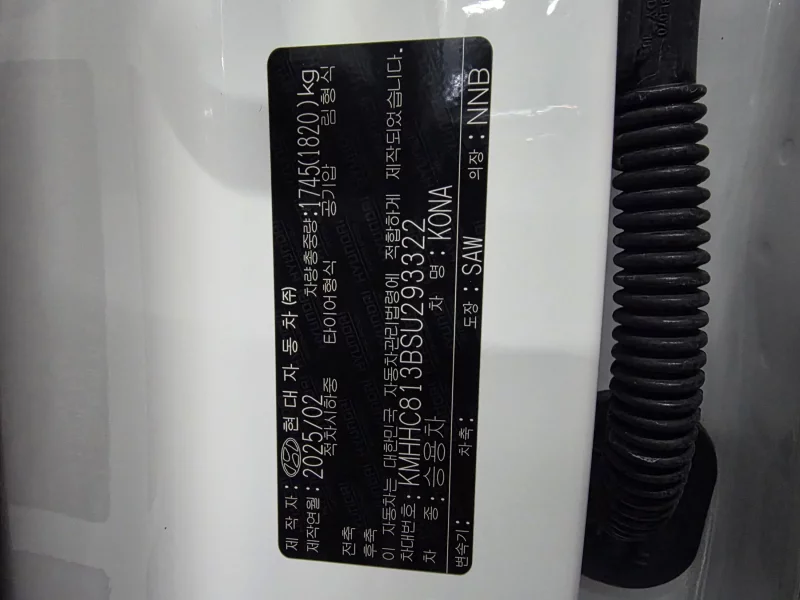 제 작 자 : 현 대 자 동 차 ㈜
제작연월 : 2025/02 차량총중량:1745(1820)kg
적차시하중 타이어형식 공기압 림형식
전축
후축
이 자동차는 대한민국 자동차관리법령에 적합하게 제작되었습니다.
차대번호: KMHHC813BSU293322
차 종: 승용차 차 명: KONA
변속기: 차축: 도장: SAW 의장: NNB